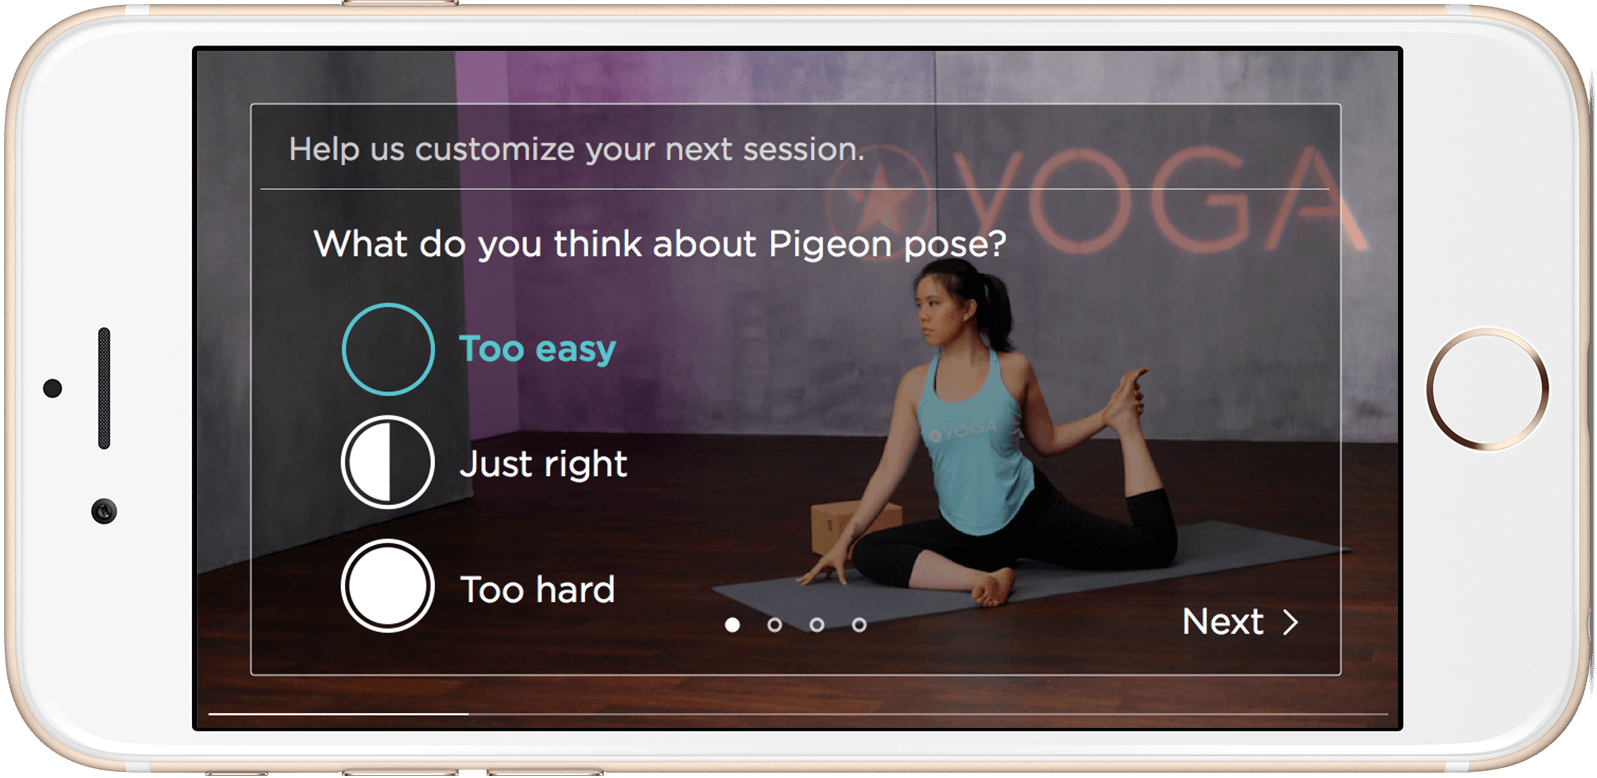 Help us customize your next session.
YOGA
What do you think about Pigeon pose?
Too easy
YOGA
Just right
Too hard
Next